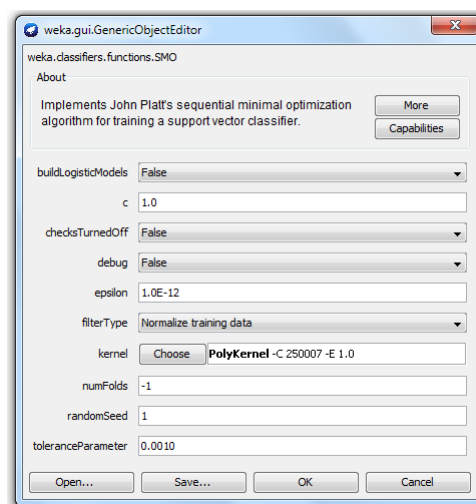 weka.gui.GenericObjectEditor
weka.classifiers.functions.SMO
About
Implements John Platt's sequential minimal optimization
algorithm for training a support vector classifier.
More
Capabilities
buildLogisticModels False
c 1.0
checksTurnedOff False
debug False
epsilon 1.0E-12
filterType Normalize training data
kernel Choose PolyKernel -C 250007 -E 1.0
numFolds -1
randomSeed 1
toleranceParameter 0.0010
Open... Save... OK Cancel